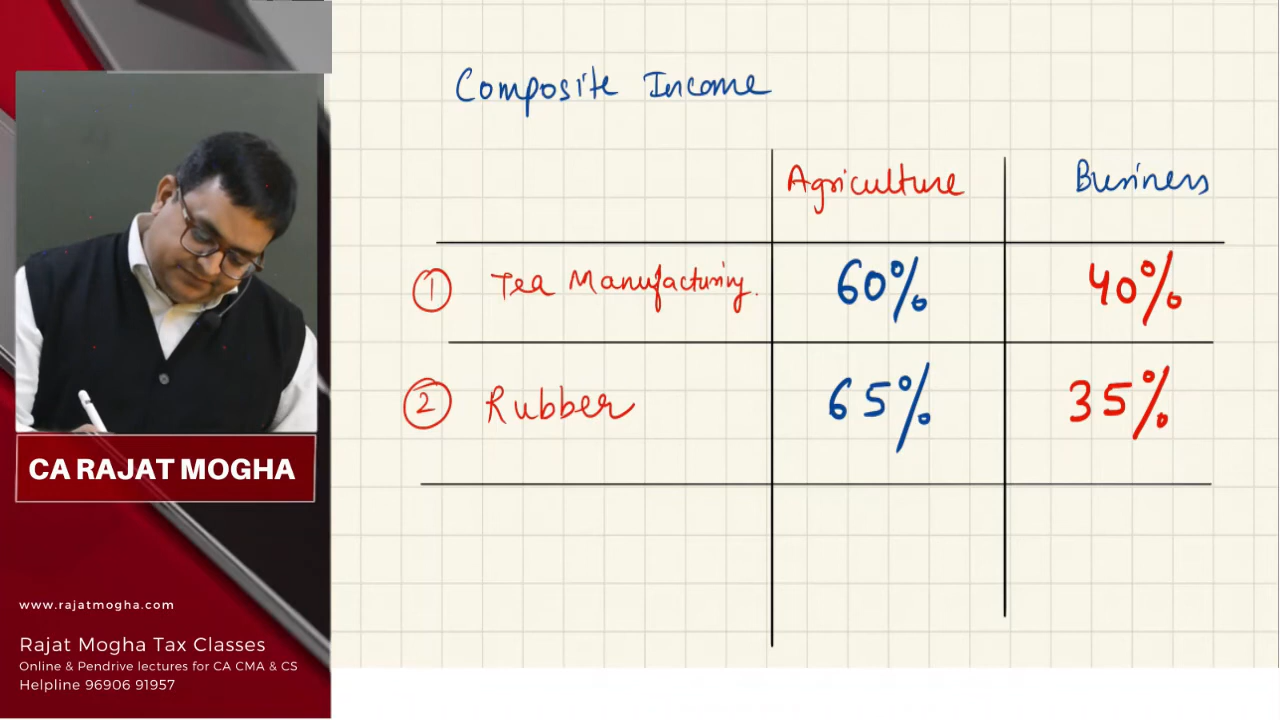 Composite Income
Agriculture Business
① Tea Manufacturing. 60% 40%
② Rubber 65% 35%
CA RAJAT MOGHA
www.rajatmogha.com
Rajat Mogha Tax Classes
Online & Pendrive lectures for CA CMA & CS
Helpline 96906 91957